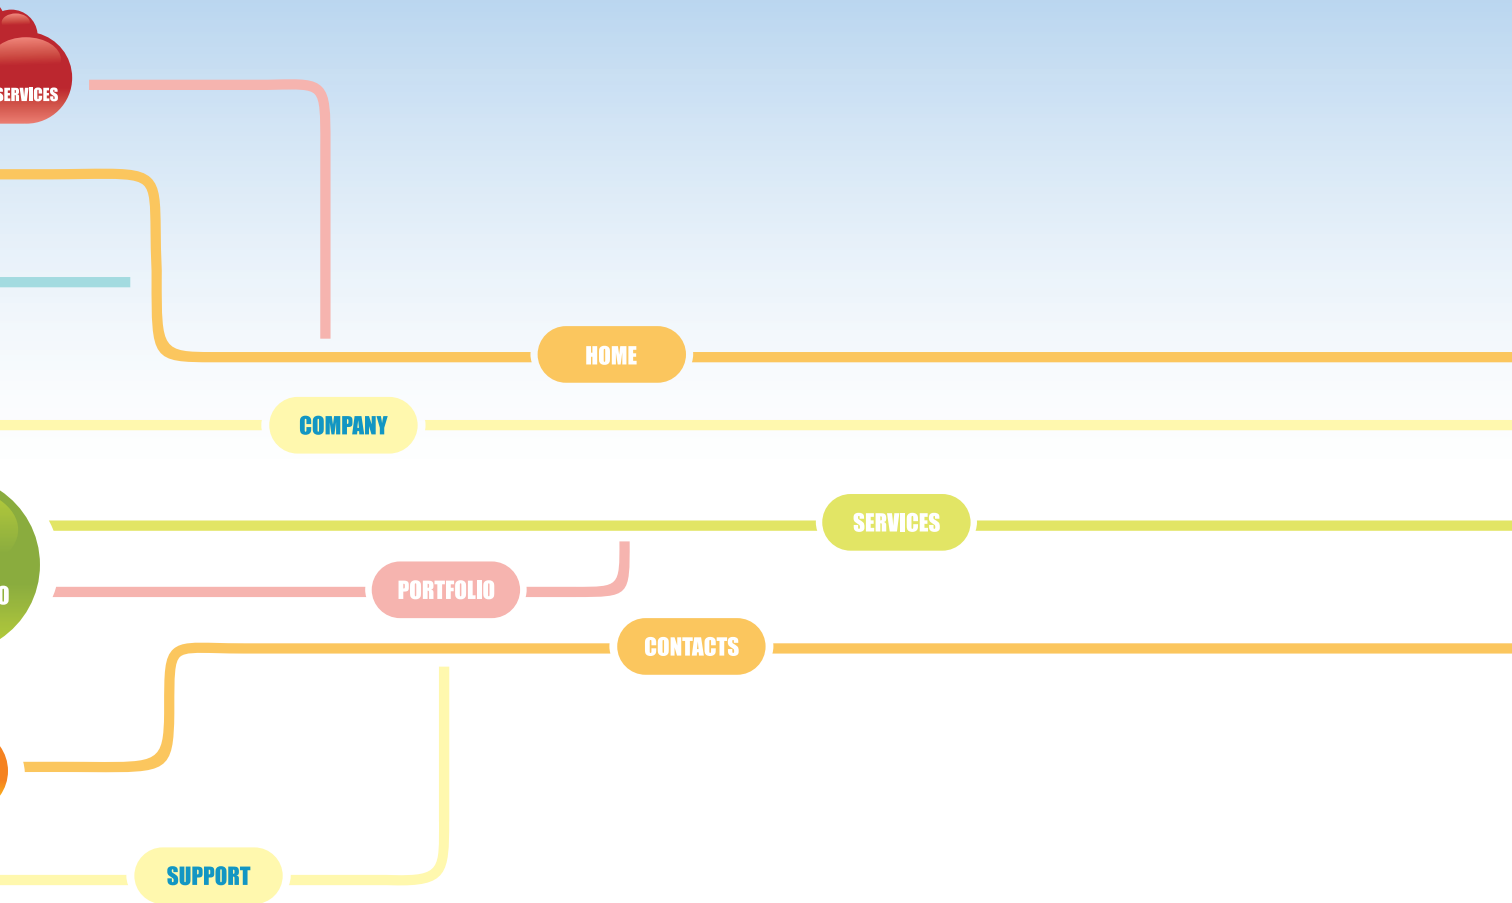 SERVICES
HOME
COMPANY
SERVICES
PORTFOLIO
CONTACTS
SUPPORT